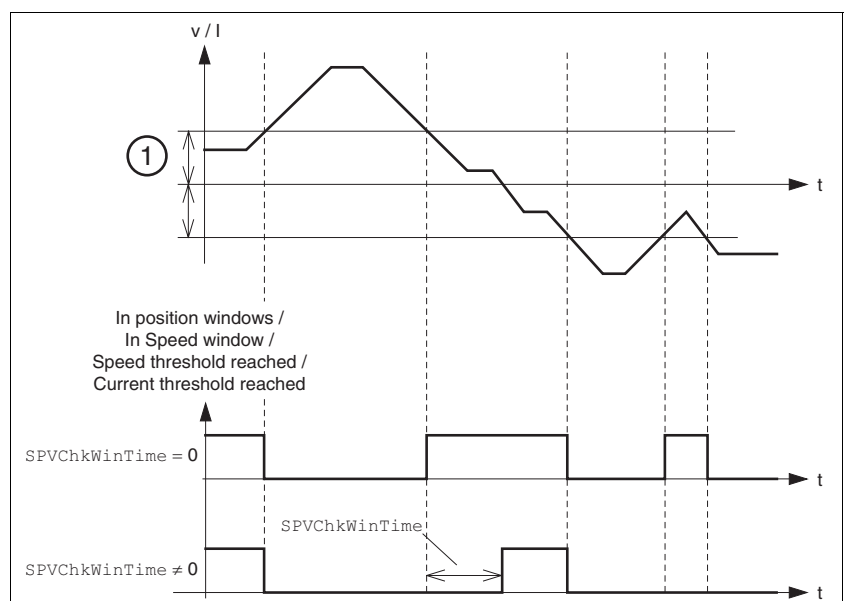 v / I
1
t
In position windows /
In Speed window /
Speed threshold reached /
Current threshold reached
SPVChkWinTime = 0
t
SPVChkWinTime
SPVChkWinTime ≠ 0
t